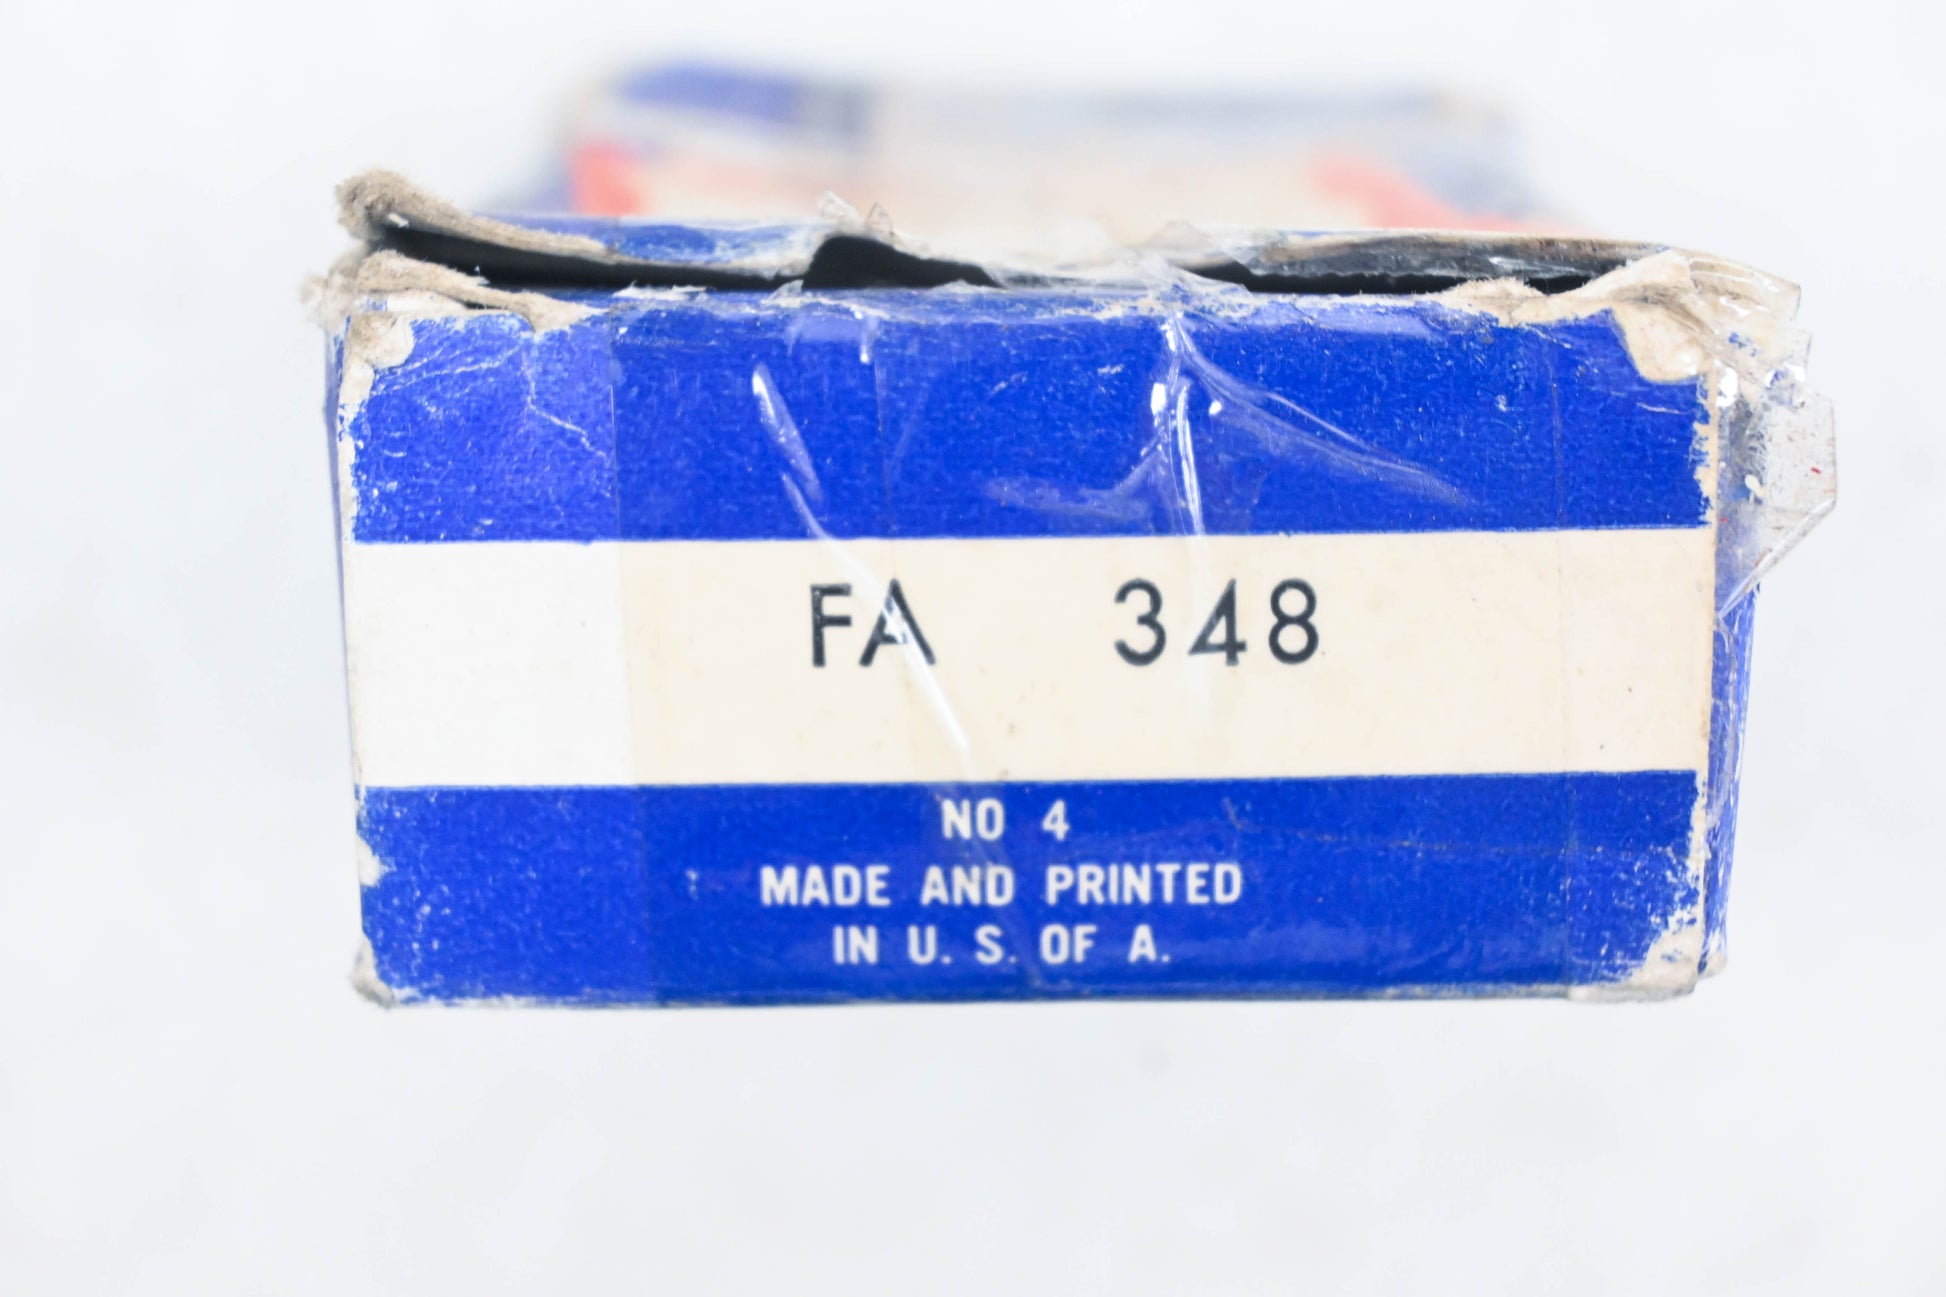 FA 348
NO 4
MADE AND PRINTED
IN U. S. OF A.